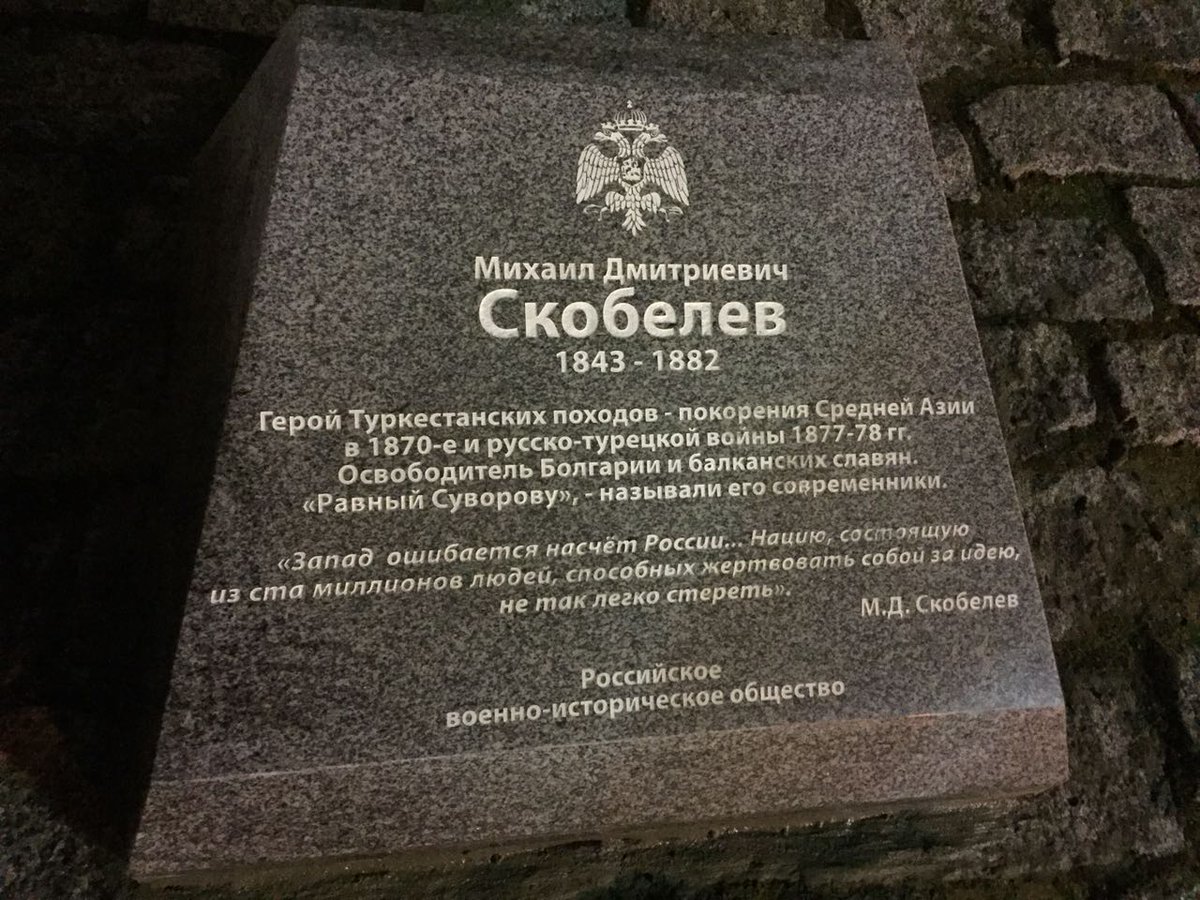 Михаил Дмитриевич
Скобелев
1843 - 1882
Герой Туркестанских походов - покорения Средней Азии
в 1870-е и русско-турецкой войны 1877-78 гг.
Освободитель Болгарии и балканских славян.
«Равный Суворову», - называли его современники.
«Запад ошибается насчёт России... Нацию, состоящую
из ста миллионов людей, способных жертвовать собой за идею,
не так легко стереть».
М.Д. Скобелев
Российское
военно-историческое общество